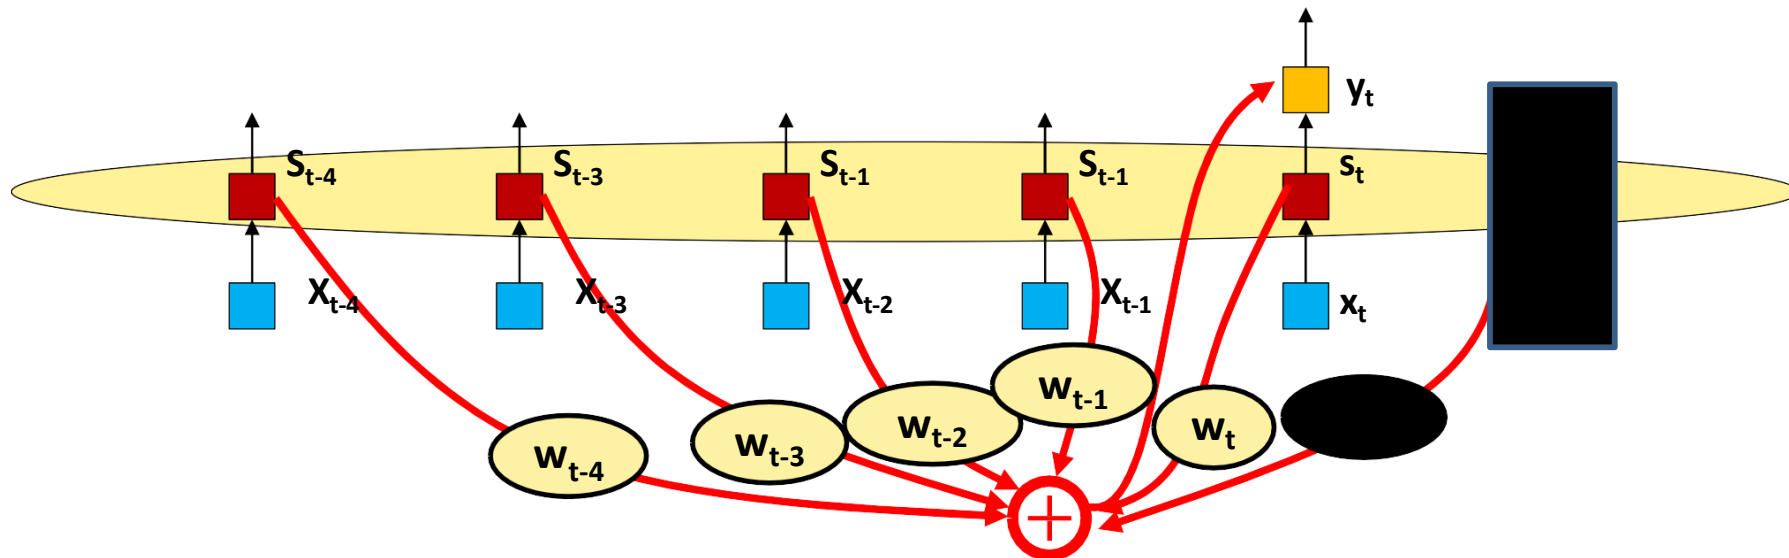 yₜ
Sₜ₋₄ Sₜ₋₃ Sₜ₋₁ Sₜ₋₁ sₜ
Xₜ₋₄ Xₜ₋₃ Xₜ₋₂ Xₜ₋₁ xₜ
wₜ₋₄ wₜ₋₃ wₜ₋₂ wₜ₋₁ wₜ